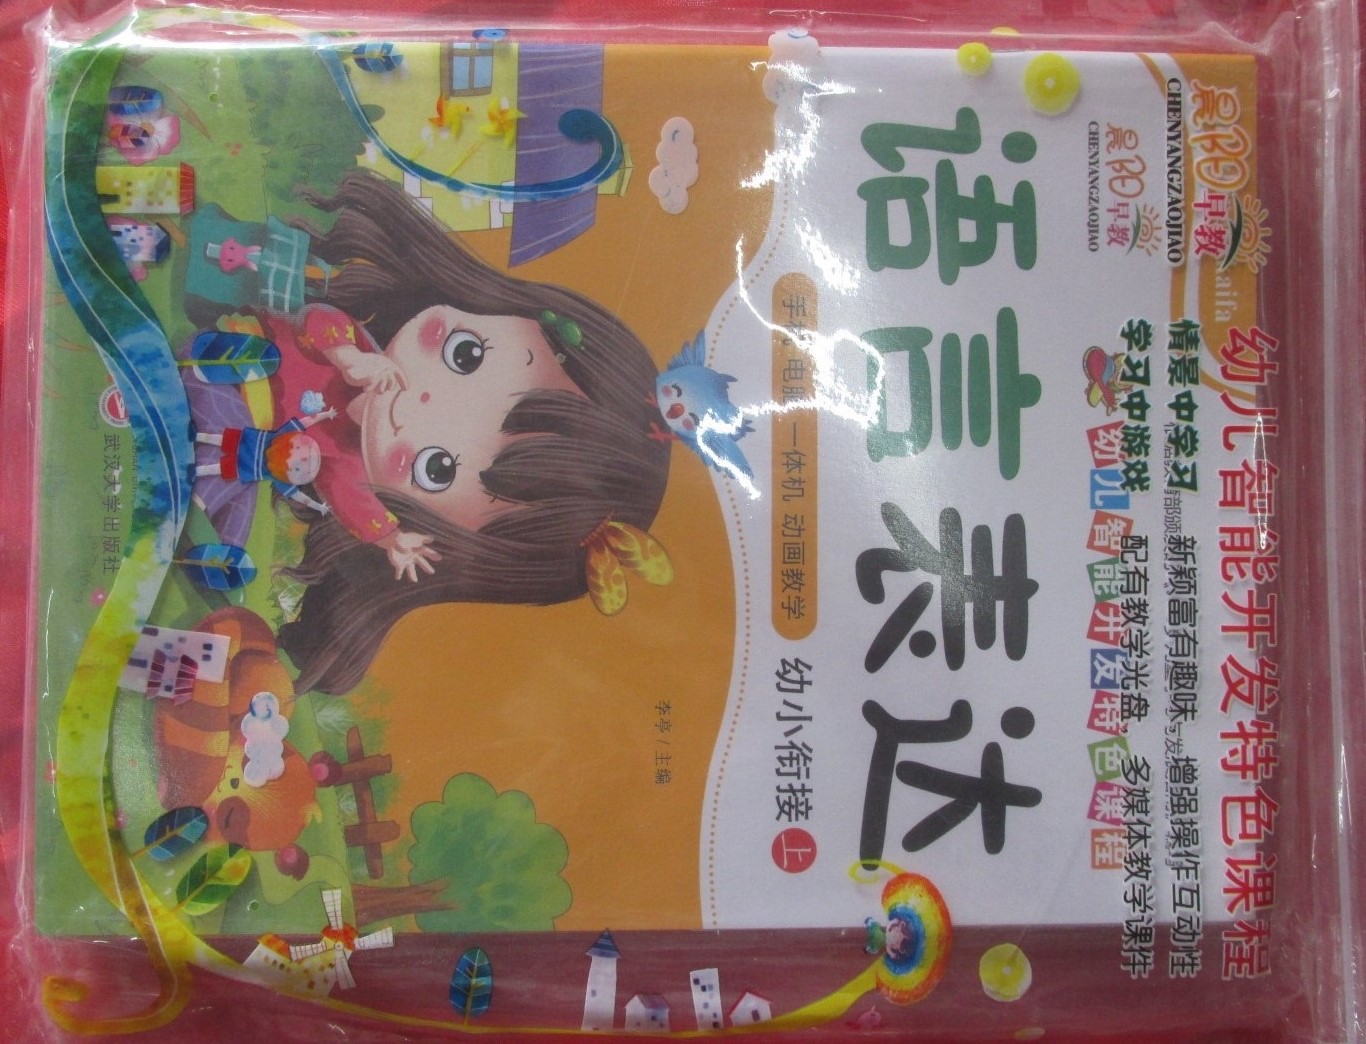 晨阳早教
CHENYANGZAOJIAO
幼儿智能开发特色课程
情景中学习 新颖富有趣味 增强操作互动性
学习中游戏 配有教学光盘，多媒体教学课件
晨阳早教
CHENYANGZAOJIAO
幼儿智能开发特色课程
语言表达
手机 电脑 一体机 动画教学
幼小衔接 上
李亭/主编
武汉大学出版社